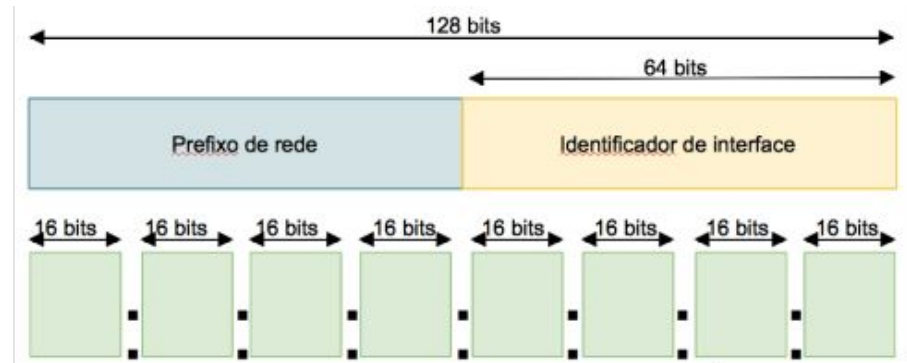 128 bits
64 bits
Prefixo de rede Identificador de interface
16 bits 16 bits 16 bits 16 bits 16 bits 16 bits 16 bits 16 bits
: : : : : : :